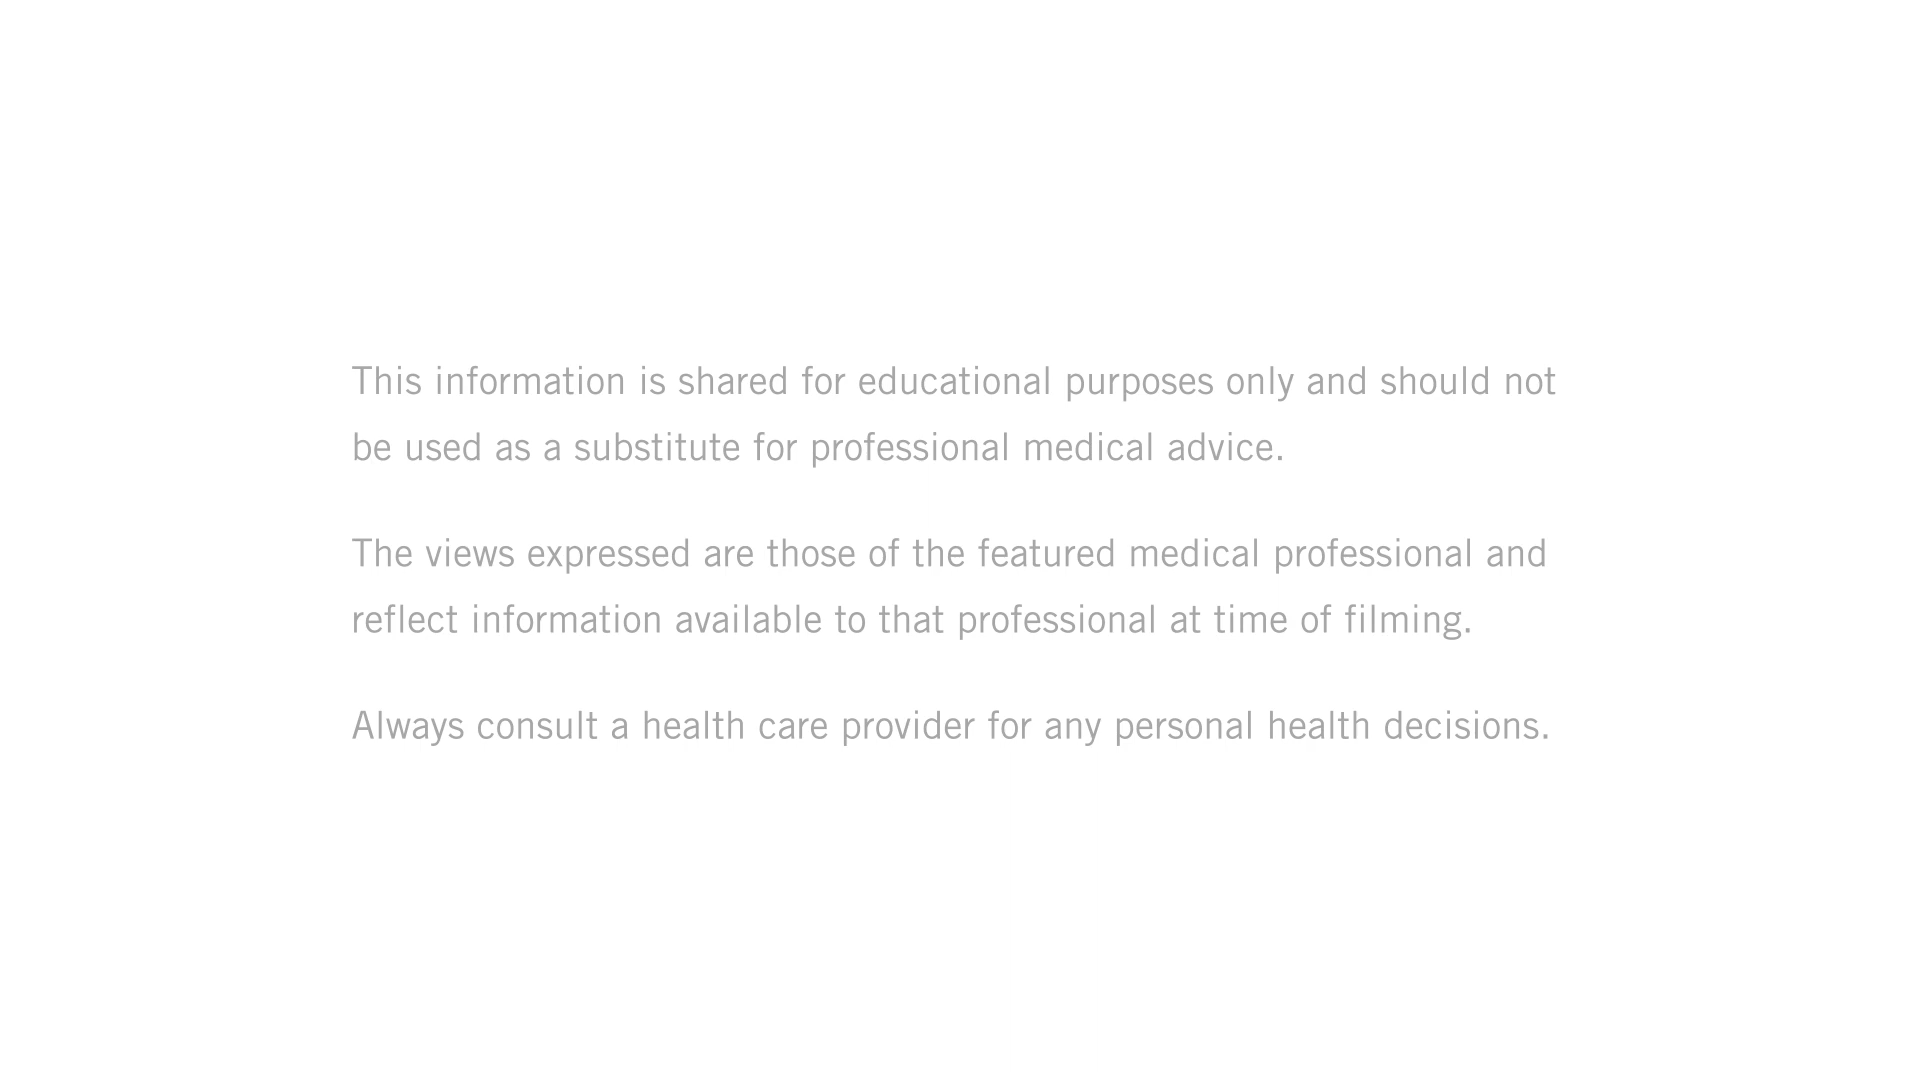 This information is shared for educational purposes only and should not
be used as a substitute for professional medical advice.
The views expressed are those of the featured medical professional and
reflect information available to that professional at time of filming.
Always consult a health care provider for any personal health decisions.